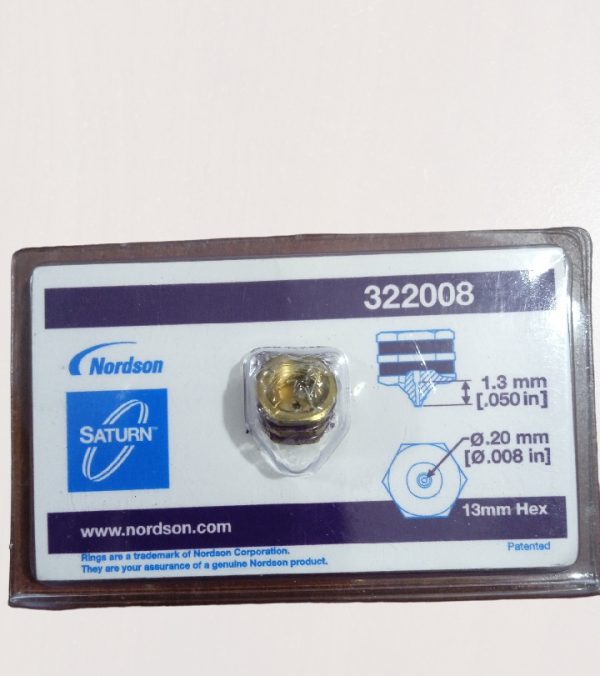 322008
Nordson
SATURN™
1.3 mm
[.050 in]
Ø.20 mm
[Ø.008 in]
13mm Hex
www.nordson.com
Rings are a trademark of Nordson Corporation.
They are your assurance of a genuine Nordson product.
Patented